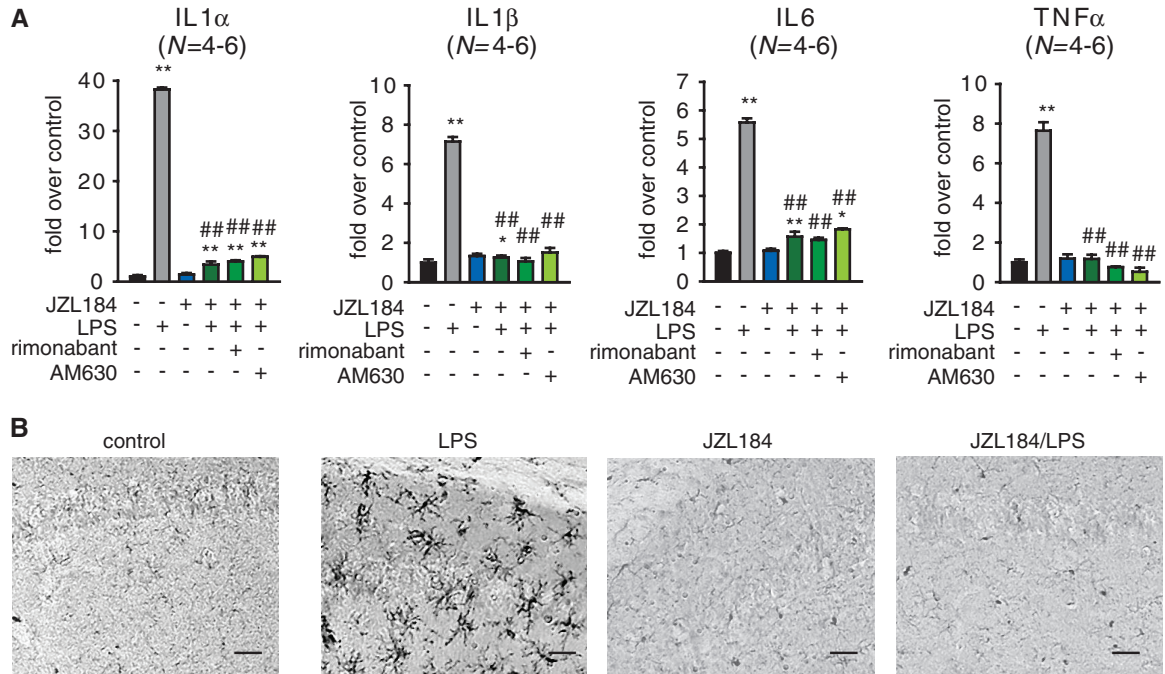 A
IL1α
(N=4-6)
fold over control
40
30
20
10
0
**
##
**
##
**
##
**
JZL184 - - + + + +
LPS - + - + + +
rimonabant - - - - + -
AM630 - - - - - +
IL1β
(N=4-6)
fold over control
10
8
6
4
2
0
**
##
*
##
##
JZL184 - - + + + +
LPS - + - + + +
rimonabant - - - - + -
AM630 - - - - - +
IL6
(N=4-6)
fold over control
7
6
5
4
3
2
1
0
**
##
**
##
##
*
JZL184 - - + + + +
LPS - + - + + +
rimonabant - - - - + -
AM630 - - - - - +
TNFα
(N=4-6)
fold over control
10
8
6
4
2
0
**
##
##
##
JZL184 - - + + + +
LPS - + - + + +
rimonabant - - - - + -
AM630 - - - - - +
B
control
LPS
JZL184
JZL184/LPS